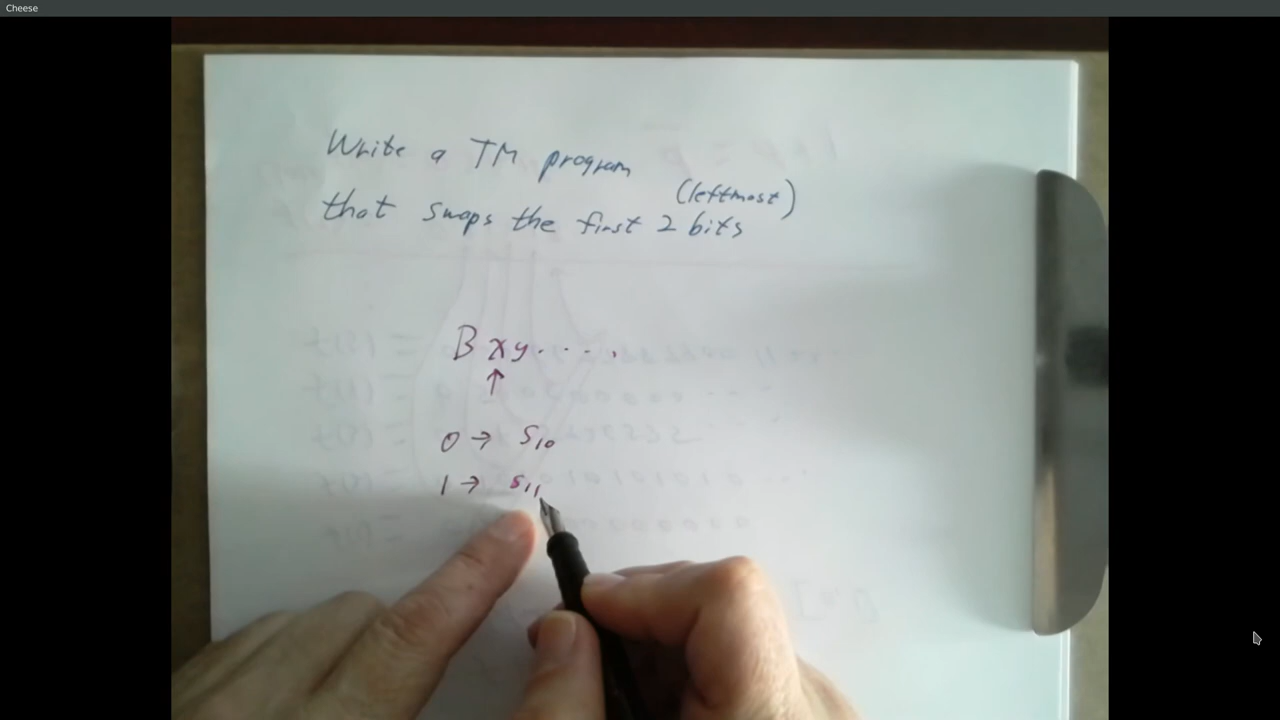 Cheese
Write a TM program
(leftmost)
that swaps the first 2 bits
B x y . . . .
↑
0 → S10
1 → S11